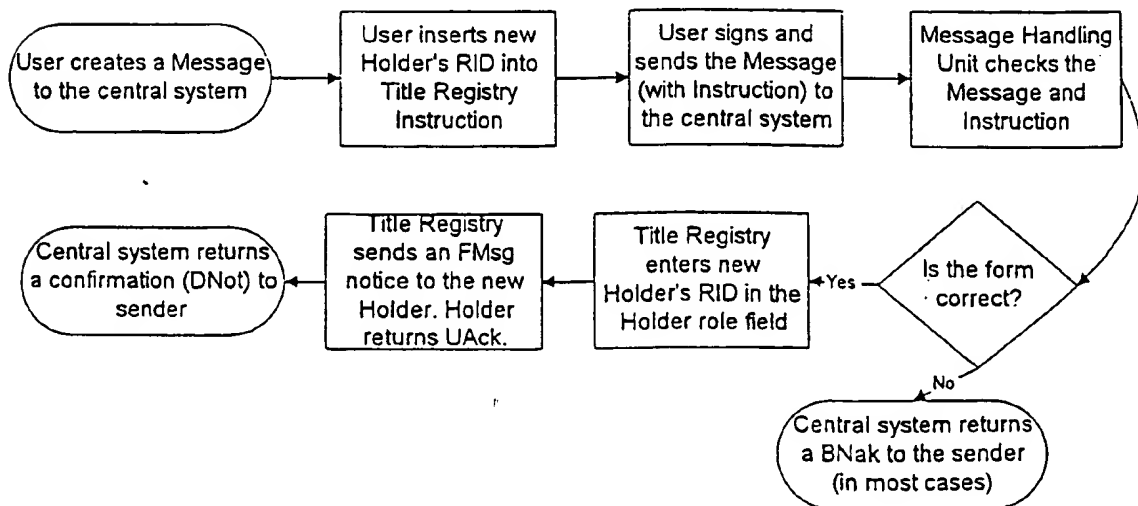 User creates a Message
to the central system
User inserts new
Holder's RID into
Title Registry
Instruction
User signs and
sends the Message
(with Instruction) to
the central system
Message Handling
Unit checks the
Message and
Instruction
Is the form
correct?
Yes
No
Title Registry
enters new
Holder's RID in the
Holder role field
Title Registry
sends an FMsg
notice to the new
Holder. Holder
returns UAck.
Central system returns
a confirmation (DNot) to
sender
Central system returns
a BNak to the sender
(in most cases)